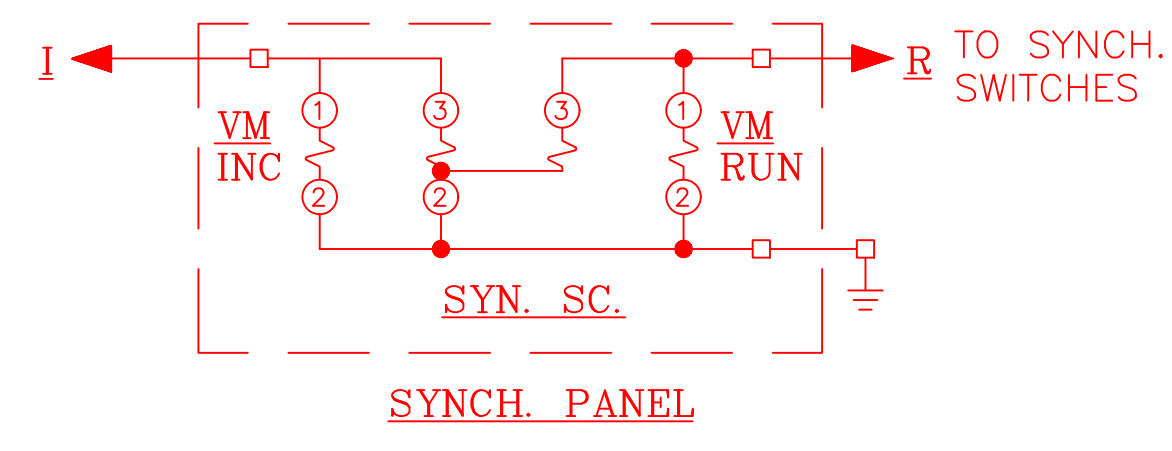 I
R
TO SYNCH.
SWITCHES
1
3
3
1
VM
INC
VM
RUN
2
2
2
SYN. SC.
SYNCH. PANEL